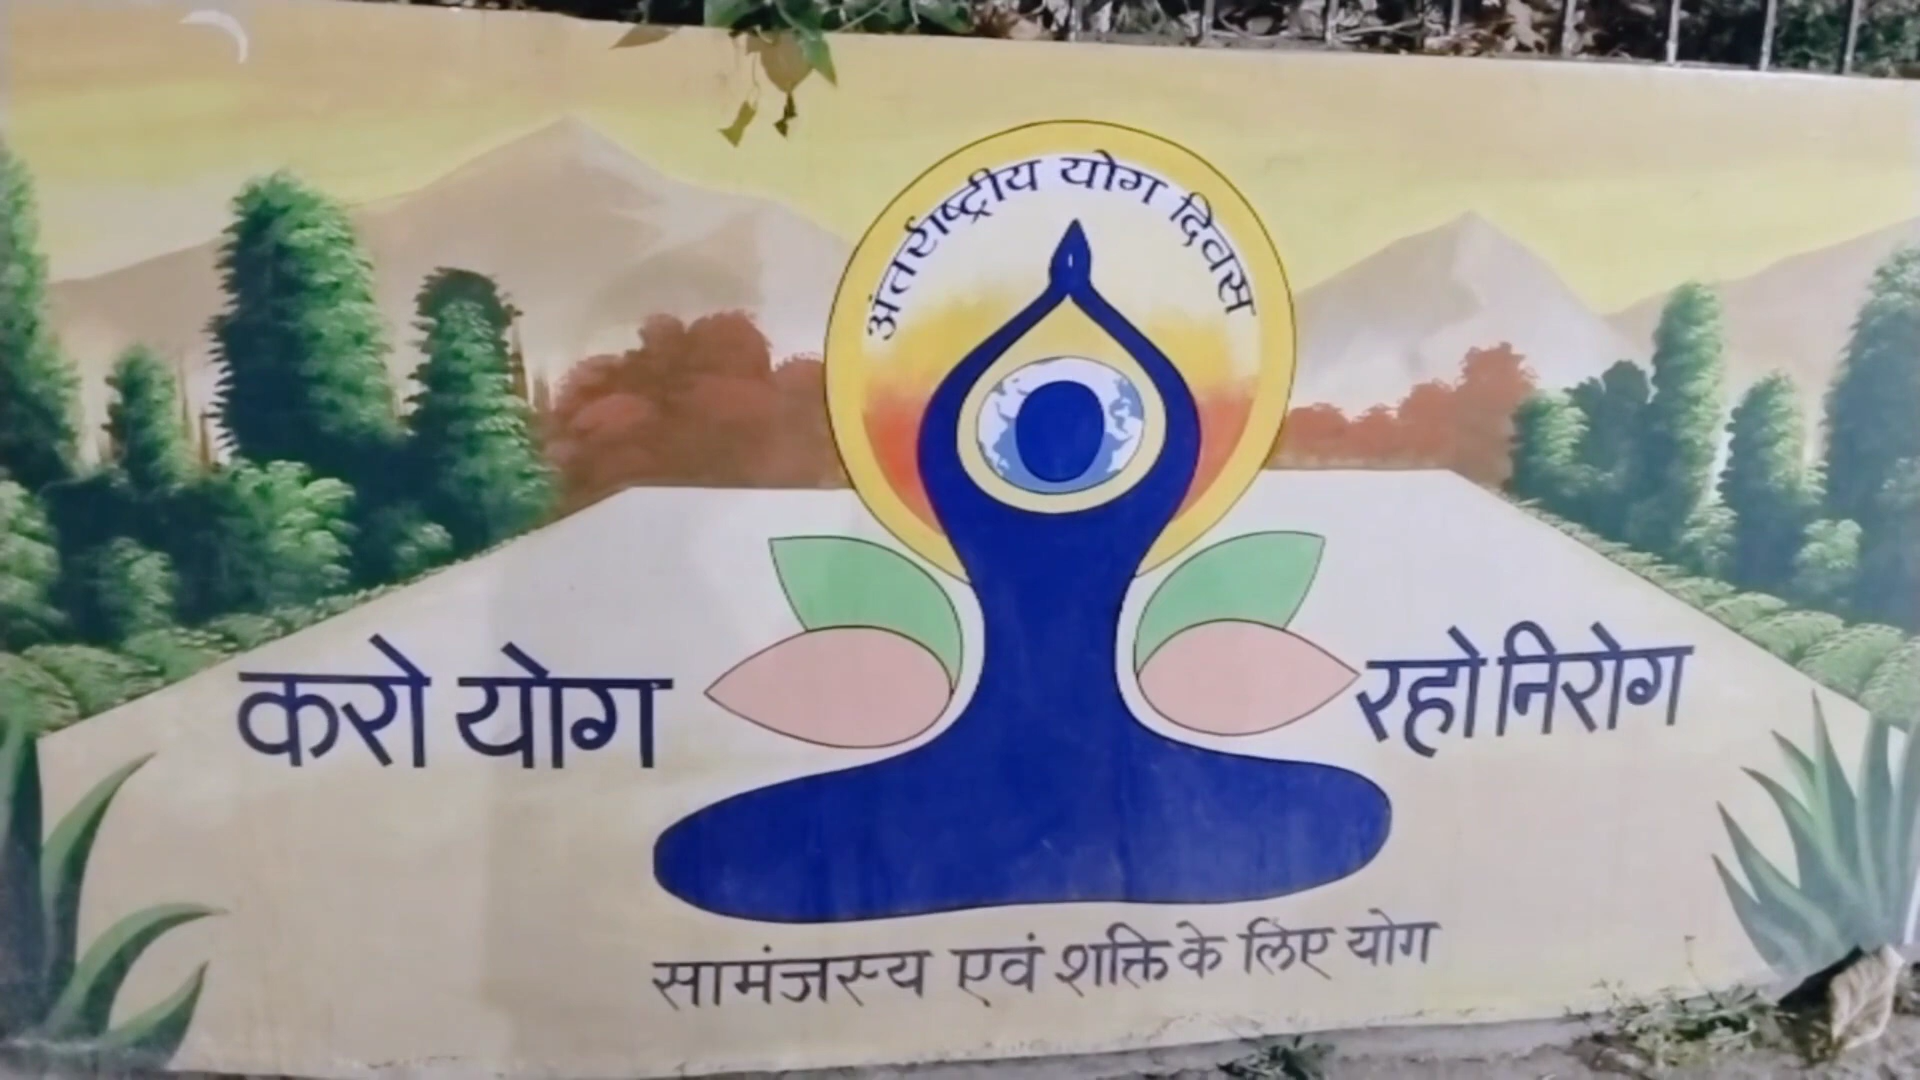 अंतर्राष्ट्रीय योग दिवस
करो योग रहो निरोग
सामंजस्य एवं शक्ति के लिए योग